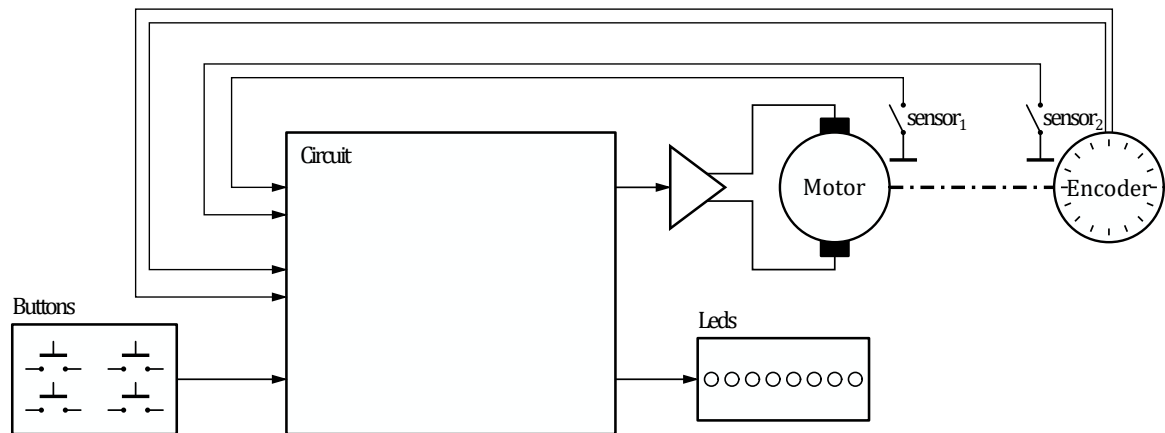 sensor₁
sensor₂
Circuit
Motor
Encoder
Buttons
Leds